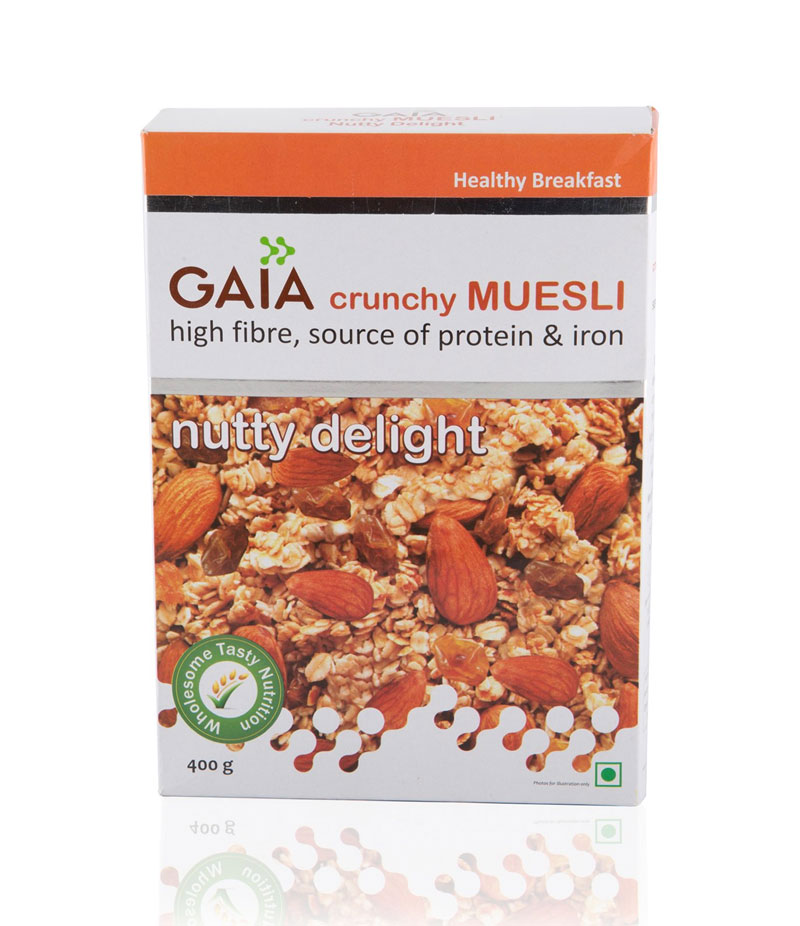 GAIA
crunchy MUESLI
Nutty Delight
Healthy Breakfast
GAIA crunchy MUESLI
high fibre, source of protein & iron
nutty delight
Wholesome Tasty Nutrition
400 g
Photos for illustration only